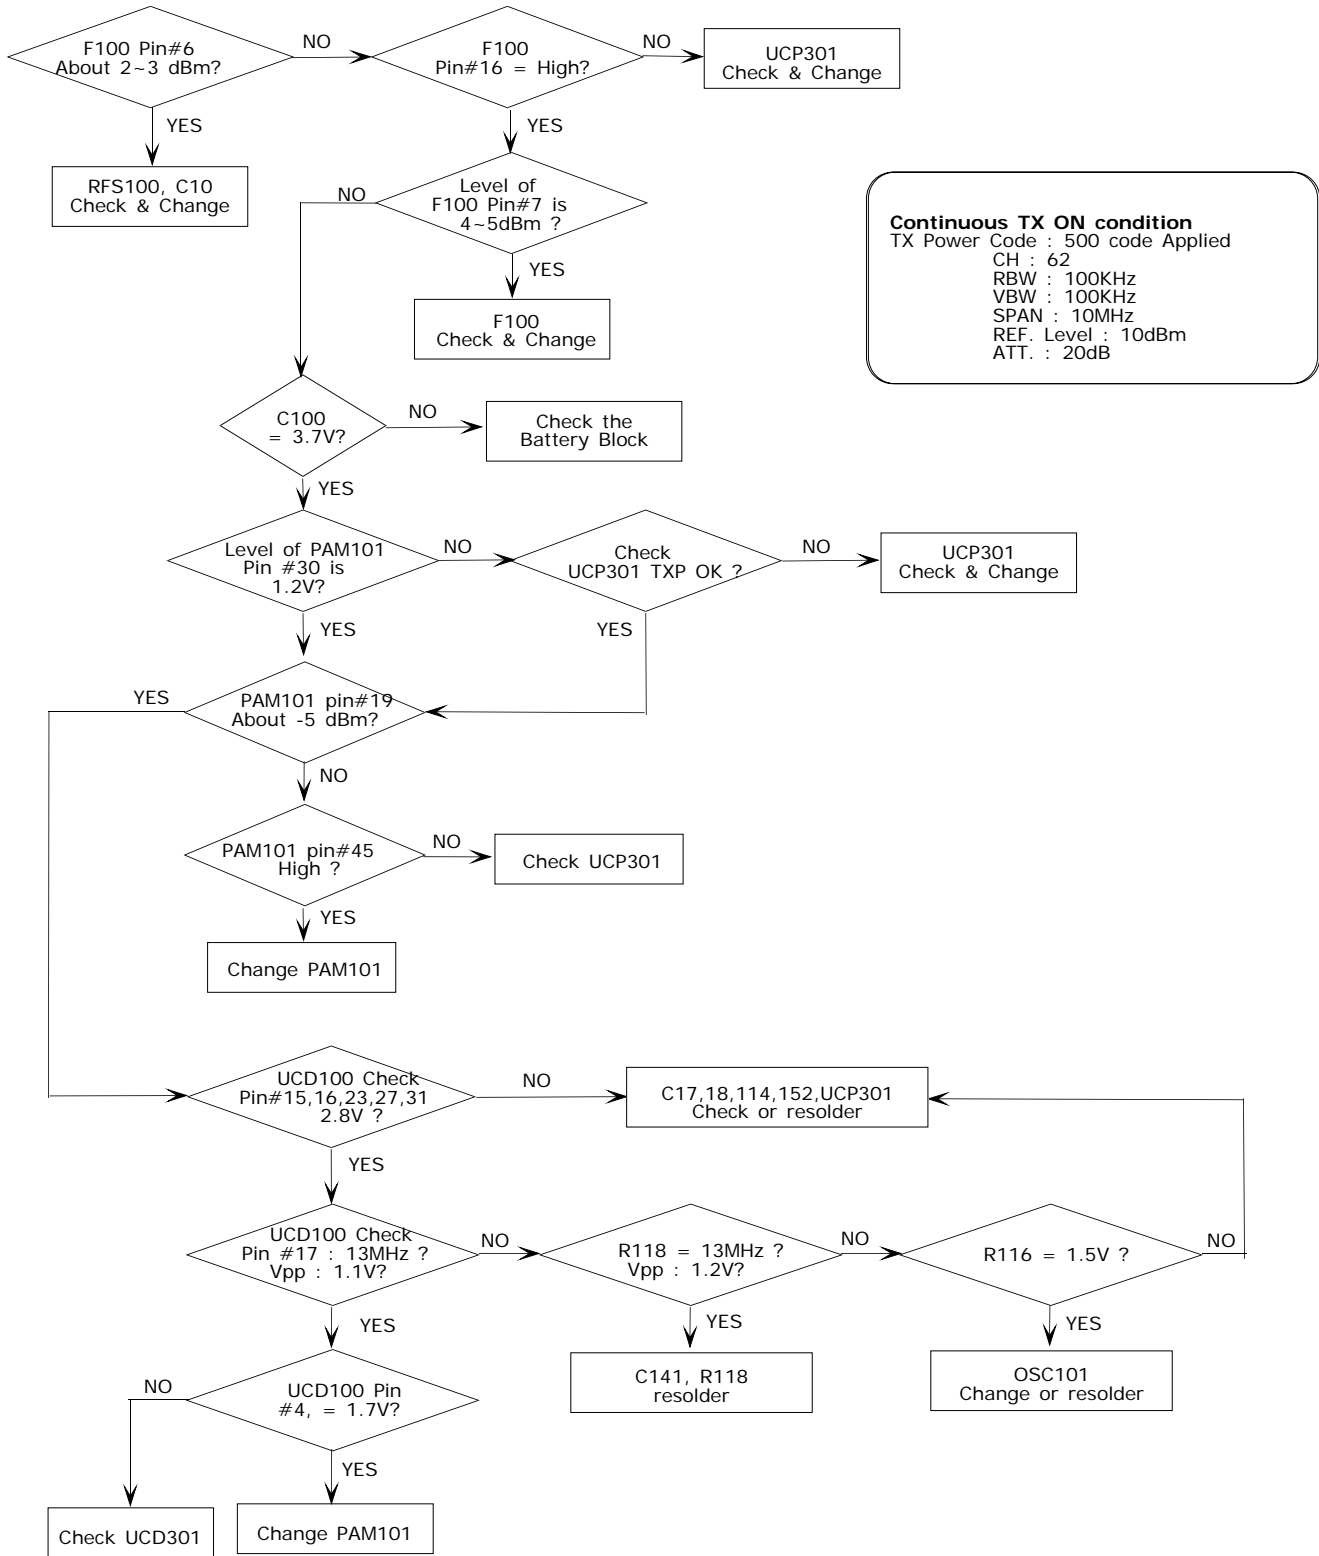 F100 Pin#6
About 2~3 dBm?
NO
F100
Pin#16 = High?
NO
UCP301
Check & Change
YES
YES
RFS100, C10
Check & Change
NO
Level of
F100 Pin#7 is
4~5dBm ?
Continuous TX ON condition
TX Power Code : 500 code Applied
CH : 62
RBW : 100KHz
VBW : 100KHz
SPAN : 10MHz
REF. Level : 10dBm
ATT. : 20dB
YES
F100
Check & Change
C100
= 3.7V?
NO
Check the
Battery Block
YES
Level of PAM101
Pin #30 is
1.2V?
NO
Check
UCP301 TXP OK ?
NO
UCP301
Check & Change
YES
YES
YES
PAM101 pin#19
About -5 dBm?
NO
PAM101 pin#45
High ?
NO
Check UCP301
YES
Change PAM101
UCD100 Check
Pin#15,16,23,27,31
2.8V ?
NO
C17,18,114,152,UCP301
Check or resolder
YES
UCD100 Check
Pin #17 : 13MHz ?
Vpp : 1.1V?
NO
R118 = 13MHz ?
Vpp : 1.2V?
NO
R116 = 1.5V ?
NO
YES
YES
YES
C141, R118
resolder
OSC101
Change or resolder
NO
UCD100 Pin
#4, = 1.7V?
YES
Check UCD301
Change PAM101